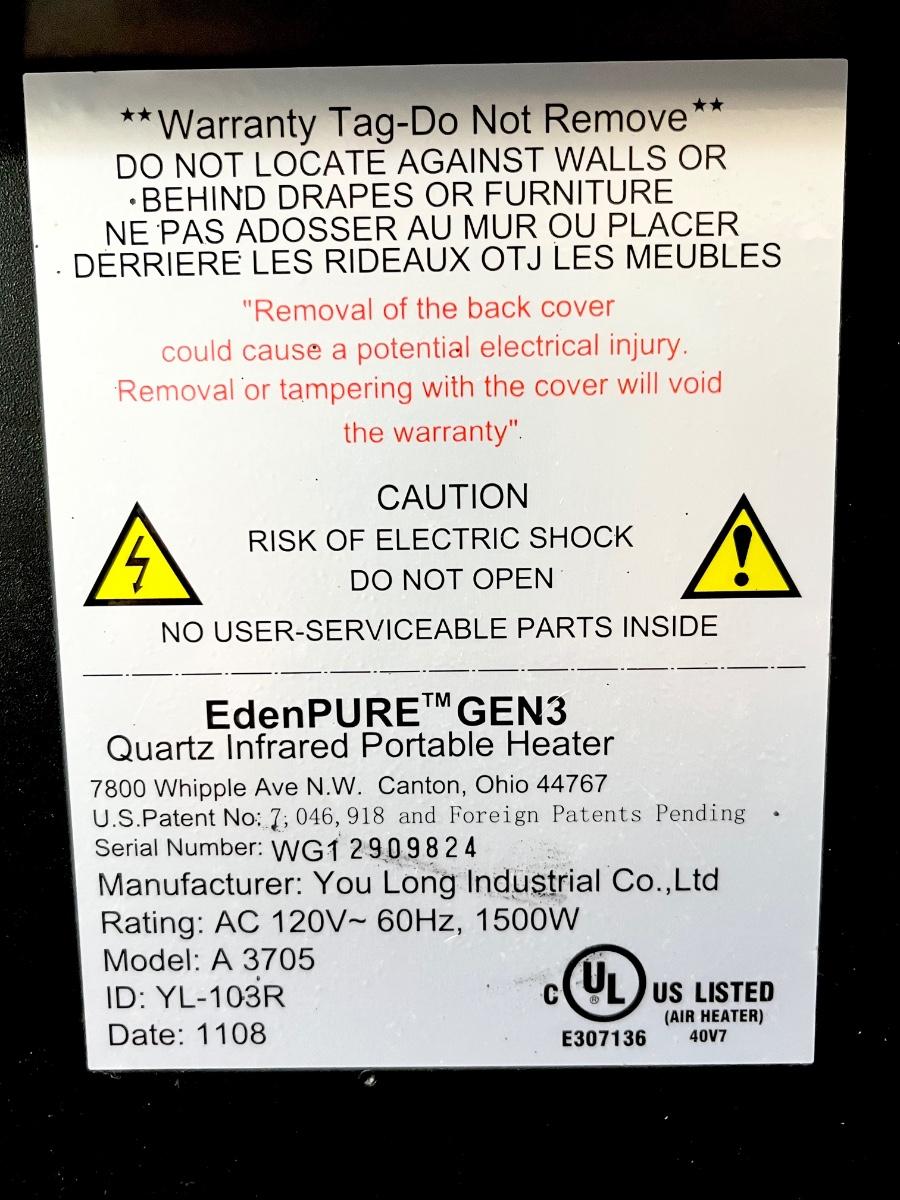 **Warranty Tag-Do Not Remove**
DO NOT LOCATE AGAINST WALLS OR
BEHIND DRAPES OR FURNITURE
NE PAS ADOSSER AU MUR OU PLACER
DERRIERE LES RIDEAUX OTJ LES MEUBLES
"Removal of the back cover
could cause a potential electrical injury.
Removal or tampering with the cover will void
the warranty"
CAUTION
RISK OF ELECTRIC SHOCK
DO NOT OPEN
NO USER-SERVICEABLE PARTS INSIDE
EdenPURE™ GEN3
Quartz Infrared Portable Heater
7800 Whipple Ave N.W. Canton, Ohio 44767
U.S.Patent No: 7,046,918 and Foreign Patents Pending
Serial Number: WG12909824
Manufacturer: You Long Industrial Co.,Ltd
Rating: AC 120V~ 60Hz, 1500W
Model: A 3705
ID: YL-103R
Date: 1108
C UL® US LISTED
(AIR HEATER)
E307136 40V7